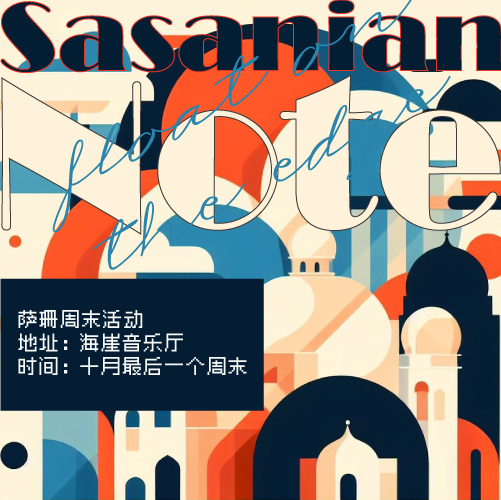 Sasanian
Note
float on
the edge
萨珊周末活动
地址：海崖音乐厅
时间：十月最后一个周末